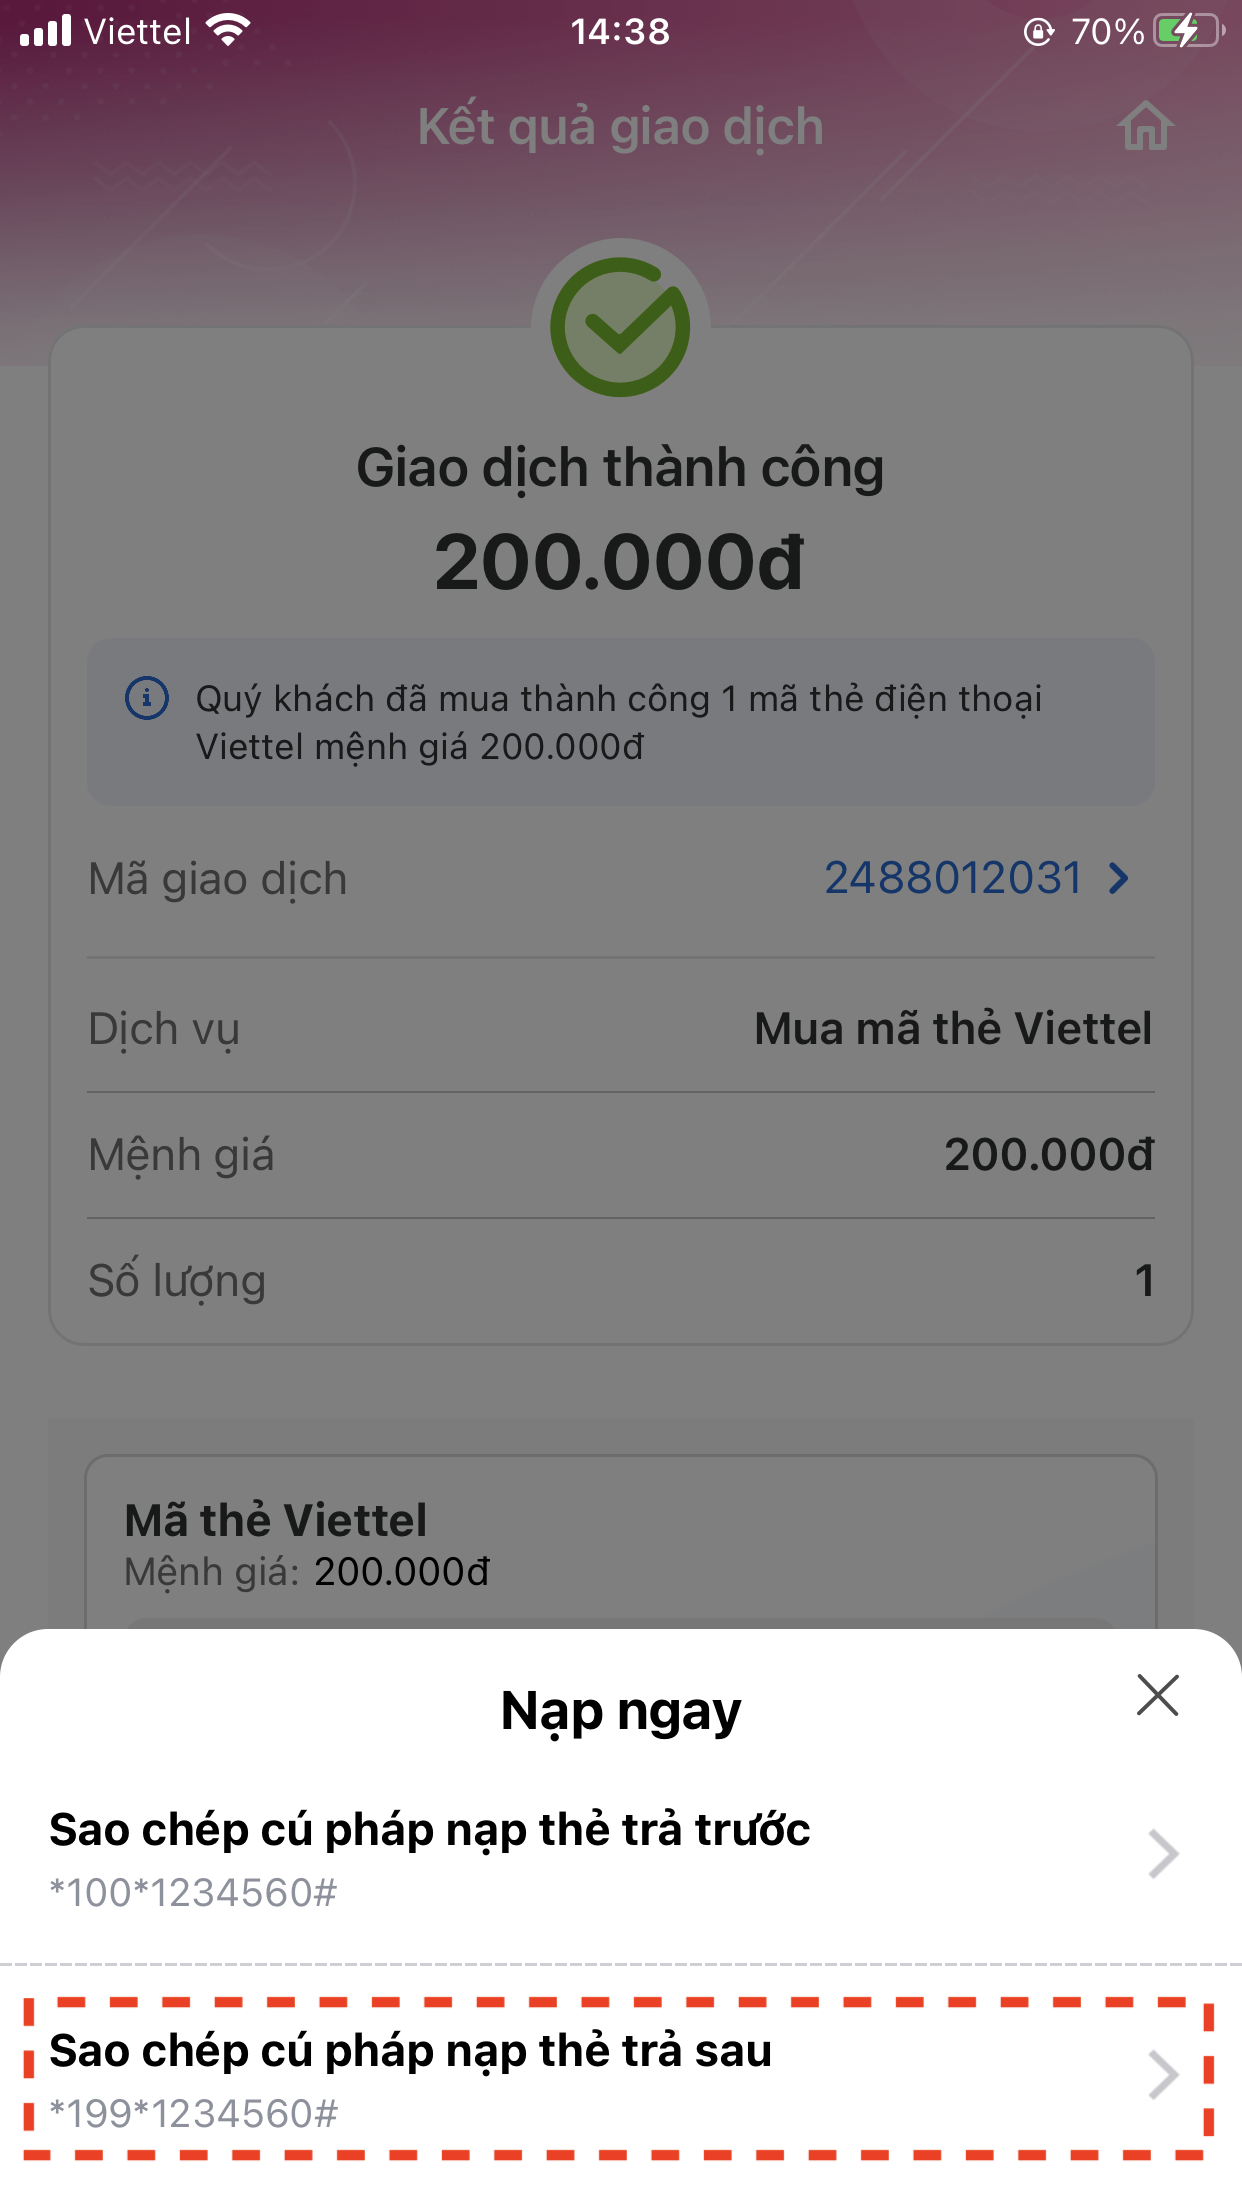 Viettel 14:38 70%
Kết quả giao dịch
Giao dịch thành công
200.000đ
Quý khách đã mua thành công 1 mã thẻ điện thoại
Viettel mệnh giá 200.000đ
Mã giao dịch 2488012031
Dịch vụ Mua mã thẻ Viettel
Mệnh giá 200.000đ
Số lượng 1
Mã thẻ Viettel
Mệnh giá: 200.000đ
Nạp ngay
Sao chép cú pháp nạp thẻ trả trước
*100*1234560#
Sao chép cú pháp nạp thẻ trả sau
*199*1234560#